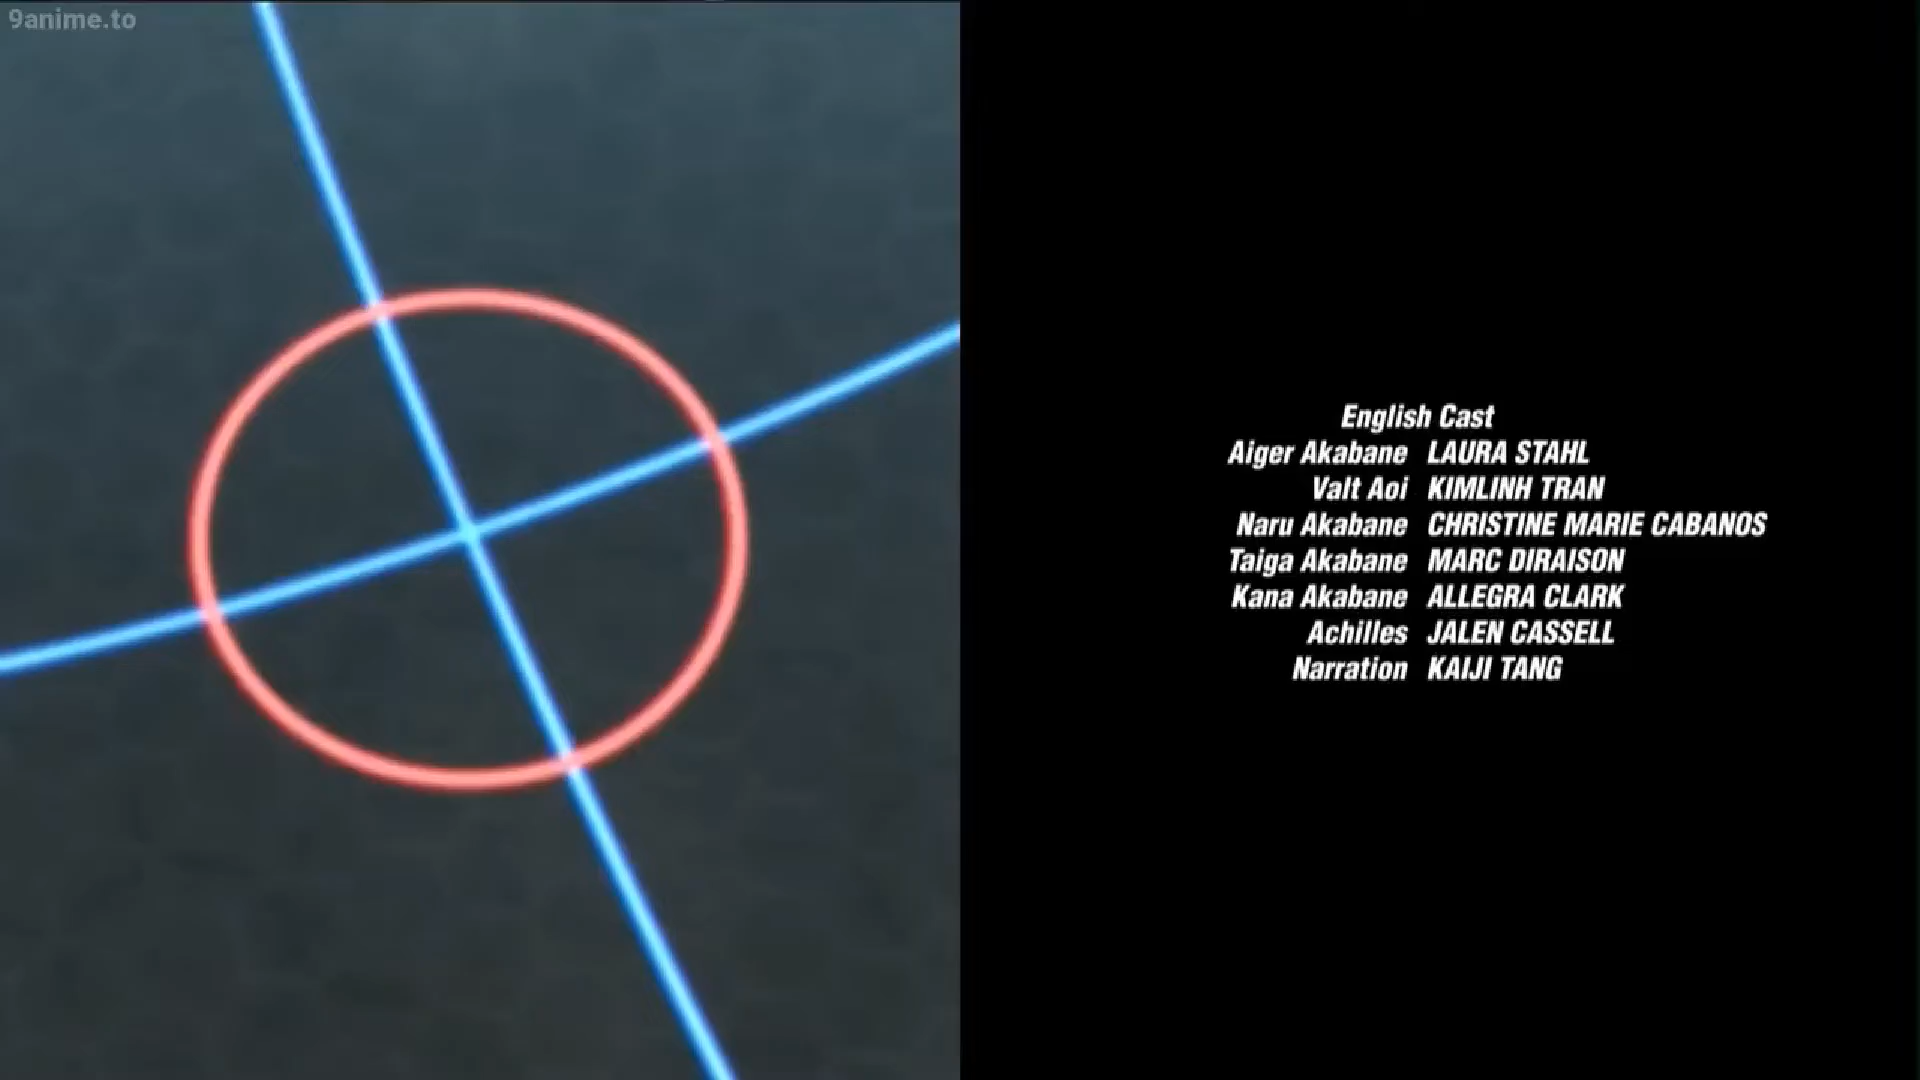 9anime.to
English Cast
Aiger Akabane LAURA STAHL
Valt Aoi KIMLINH TRAN
Naru Akabane CHRISTINE MARIE CABANOS
Taiga Akabane MARC DIRAISON
Kana Akabane ALLEGRA CLARK
Achilles JALEN CASSELL
Narration KAIJI TANG